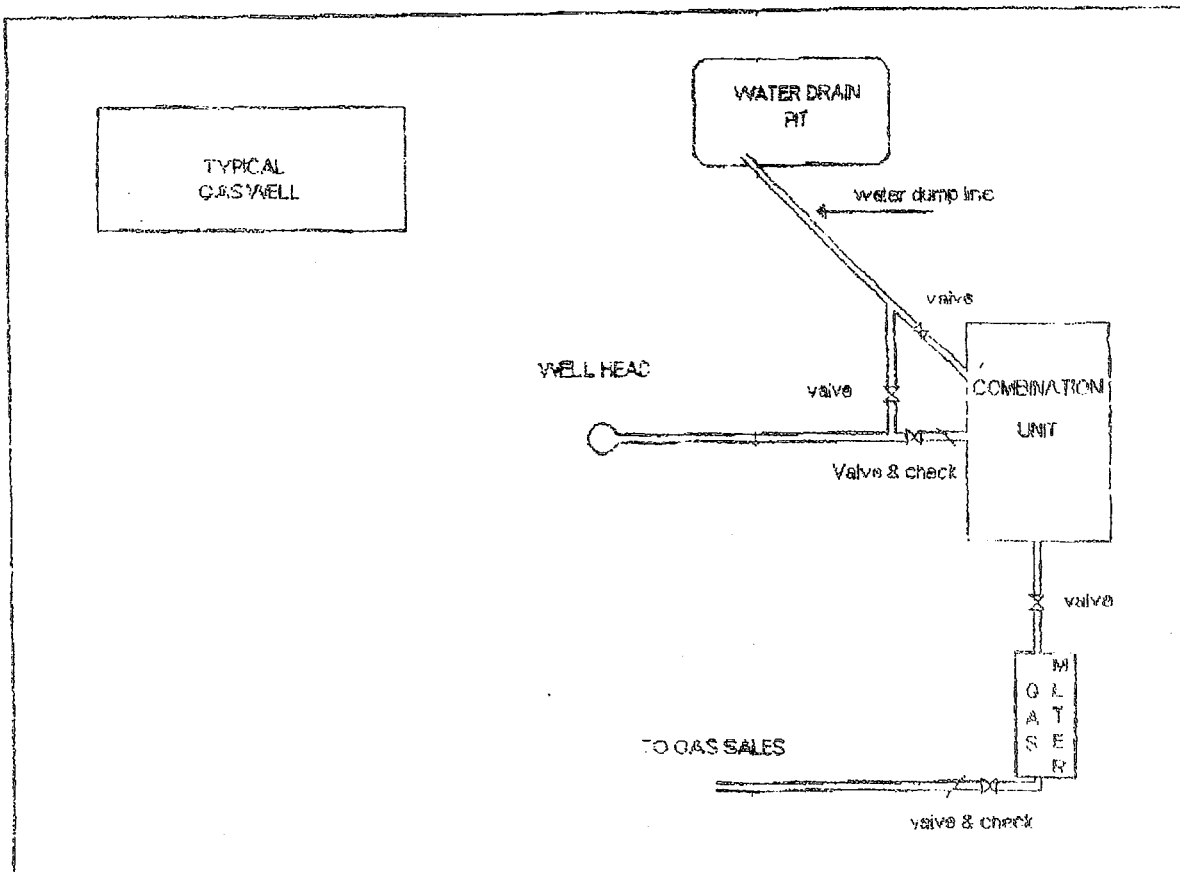 TYPICAL
GAS WELL
WATER DRAIN
PIT
water dump line
valve
WELL HEAD
valve
COMBINATION
UNIT
Valve & check
valve
GAS
METER
TO GAS SALES
valve & check